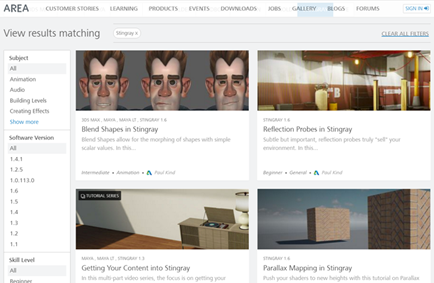 AREA CUSTOMER STORIES LEARNING PRODUCTS EVENTS DOWNLOADS JOBS GALLERY BLOGS FORUMS SIGN IN
View results matching Stingray x CLEAR ALL FILTERS
Subject
All
Animation
Audio
Building Levels
Creating Effects
Show more
Software Version
All
1.4.1
1.2.5
1.0.113.0
1.6
1.5
1.4
1.3
1.2
1.1
Skill Level
All
Beginner
3DS MAX , MAYA , MAYA LT , STINGRAY 1.6
Blend Shapes in Stingray
Blend Shapes allow for the morphing of shapes with simple
scalar values. In this...
Intermediate • Animation • Paul Kind
STINGRAY 1.6
Reflection Probes in Stingray
Subtle but important, reflection probes truly "sell" your
environment. In this...
Beginner • General • Paul Kind
TUTORIAL SERIES
MAYA , MAYA LT , STINGRAY 1.5
Getting Your Content into Stingray
In this multi-part video series, the focus is on getting your
STINGRAY 1.6
Parallax Mapping in Stingray
Push your shaders to new heights with this tutorial on Parallax